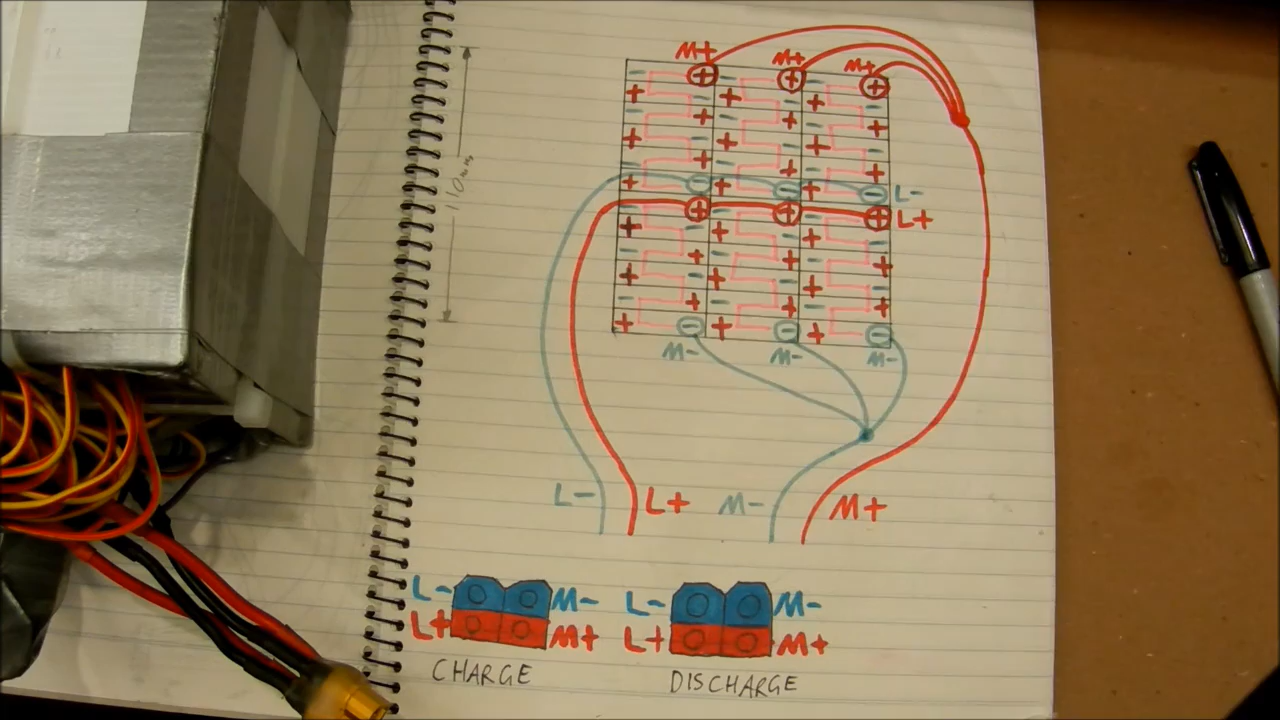 M+ M+ M+
110mm
L-
L+
M- M- M-
L- L+ M- M+
L- M- L- M-
L+ M+ L+ M+
CHARGE DISCHARGE